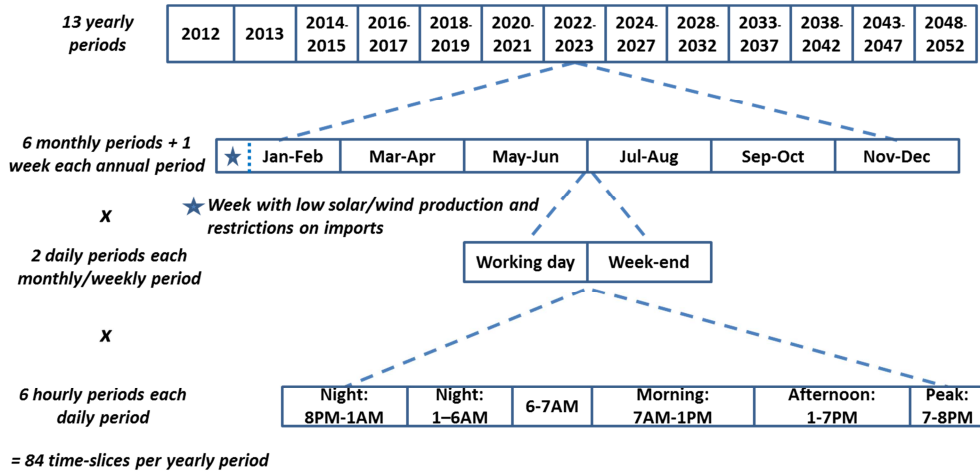 13 yearly
periods
2012
2013
2014-
2015
2016-
2017
2018-
2019
2020-
2021
2022-
2023
2024-
2027
2028-
2032
2033-
2037
2038-
2042
2043-
2047
2048-
2052
6 monthly periods + 1
week each annual period
Jan-Feb
Mar-Apr
May-Jun
Jul-Aug
Sep-Oct
Nov-Dec
x
Week with low solar/wind production and
restrictions on imports
2 daily periods each
monthly/weekly period
Working day
Week-end
x
6 hourly periods each
daily period
Night:
8PM-1AM
Night:
1–6AM
6-7AM
Morning:
7AM-1PM
Afternoon:
1-7PM
Peak:
7-8PM
= 84 time-slices per yearly period